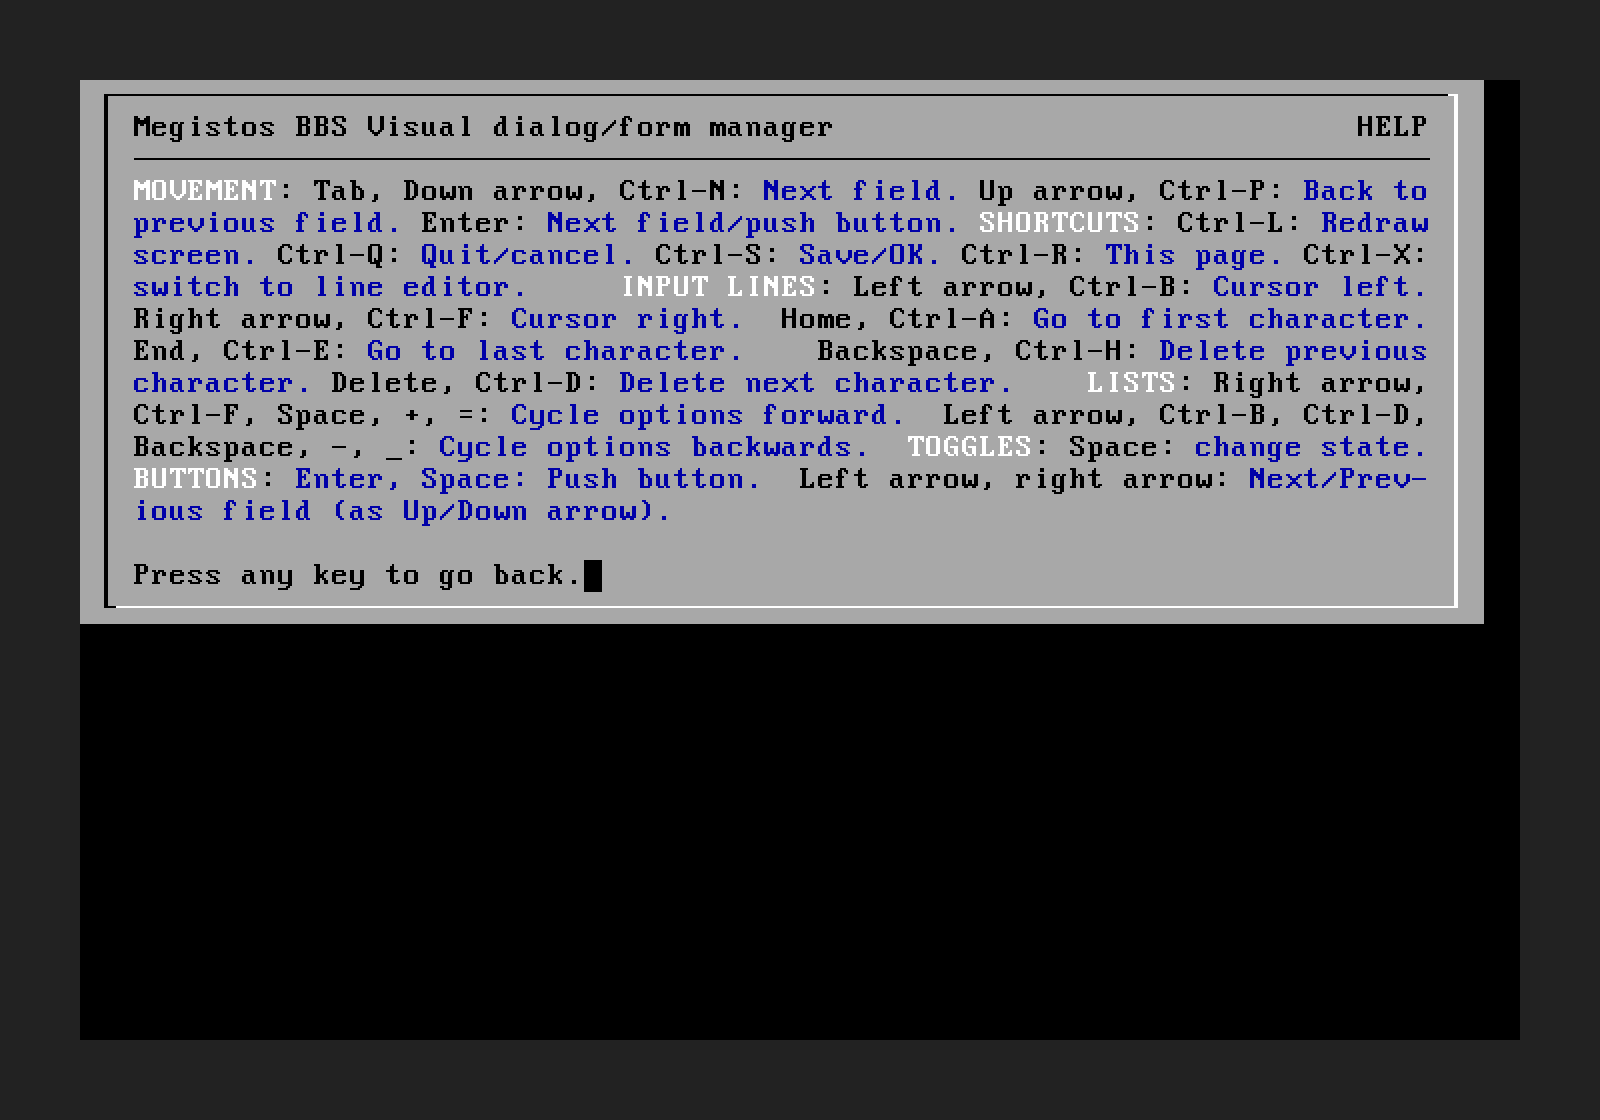 Megistos BBS Visual dialog/form manager HELP
MOVEMENT: Tab, Down arrow, Ctrl-N: Next field. Up arrow, Ctrl-P: Back to
previous field. Enter: Next field/push button. SHORTCUTS: Ctrl-L: Redraw
screen. Ctrl-Q: Quit/cancel. Ctrl-S: Save/OK. Ctrl-R: This page. Ctrl-X:
switch to line editor. INPUT LINES: Left arrow, Ctrl-B: Cursor left.
Right arrow, Ctrl-F: Cursor right. Home, Ctrl-A: Go to first character.
End, Ctrl-E: Go to last character. Backspace, Ctrl-H: Delete previous
character. Delete, Ctrl-D: Delete next character. LISTS: Right arrow,
Ctrl-F, Space, +, =: Cycle options forward. Left arrow, Ctrl-B, Ctrl-D,
Backspace, -, _: Cycle options backwards. TOGGLES: Space: change state.
BUTTONS: Enter, Space: Push button. Left arrow, right arrow: Next/Prev-
ious field (as Up/Down arrow).
Press any key to go back.